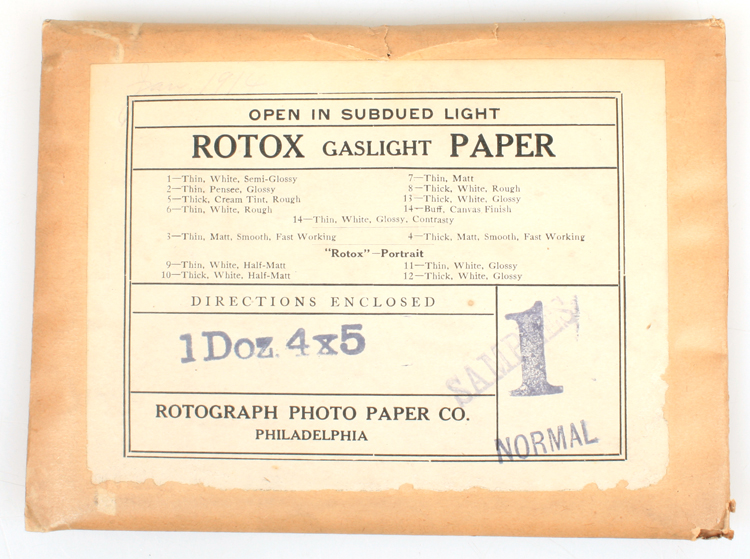 OPEN IN SUBDUED LIGHT
ROTOX GASLIGHT PAPER
1—Thin, White, Semi-Glossy
2—Thin, Pensee, Glossy
5—Thick, Cream Tint, Rough
6—Thin, White, Rough
7—Thin, Matt
8—Thick, White, Rough
13—Thick, White, Glossy
14—Buff, Canvas Finish
14—Thin, White, Glossy, Contrasty
3—Thin, Matt, Smooth, Fast Working
4—Thick, Matt, Smooth, Fast Working
"Rotox"—Portrait
9—Thin, White, Half-Matt
10—Thick, White, Half-Matt
11—Thin, White, Glossy
12—Thick, White, Glossy
DIRECTIONS ENCLOSED
1 Doz. 4x5
SAMPLES
1
NORMAL
ROTOGRAPH PHOTO PAPER CO.
PHILADELPHIA